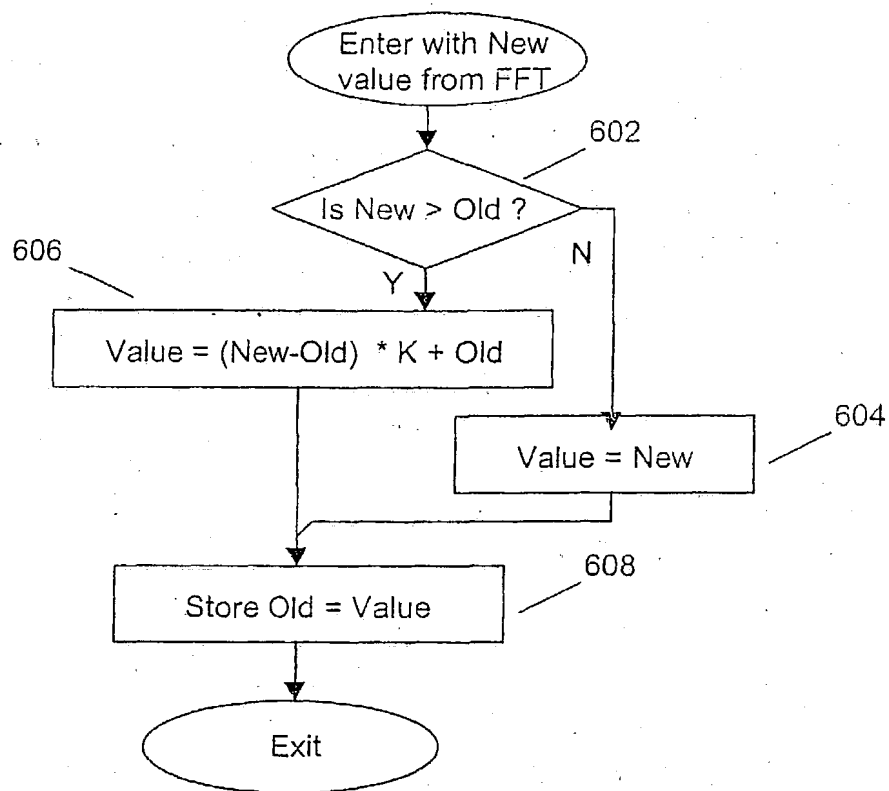 Enter with New
value from FFT
602
Is New > Old ?
N
Y
606
Value = (New-Old) * K + Old
604
Value = New
608
Store Old = Value
Exit